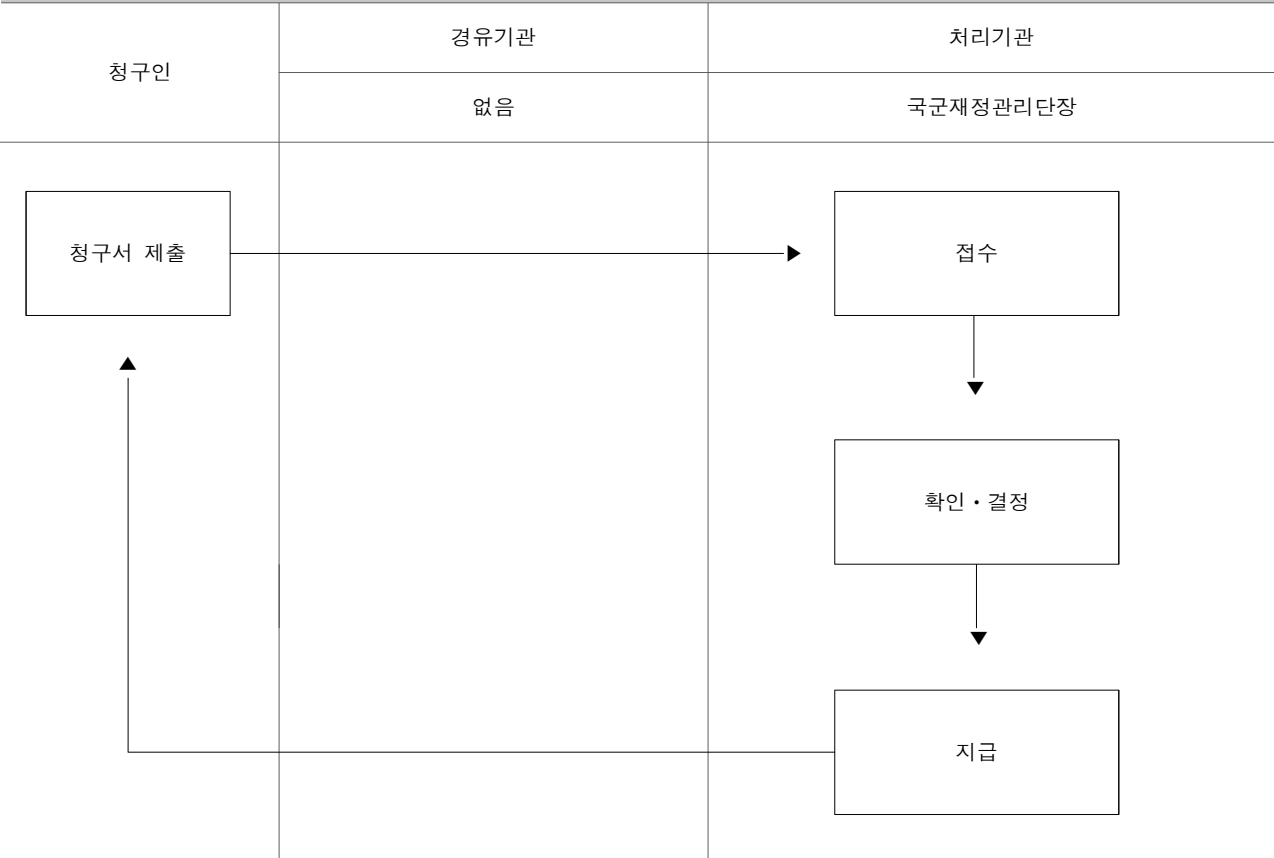 청구인
경유기관
처리기관
없음
국군재정관리단장
청구서 제출
접수
확인・결정
지급